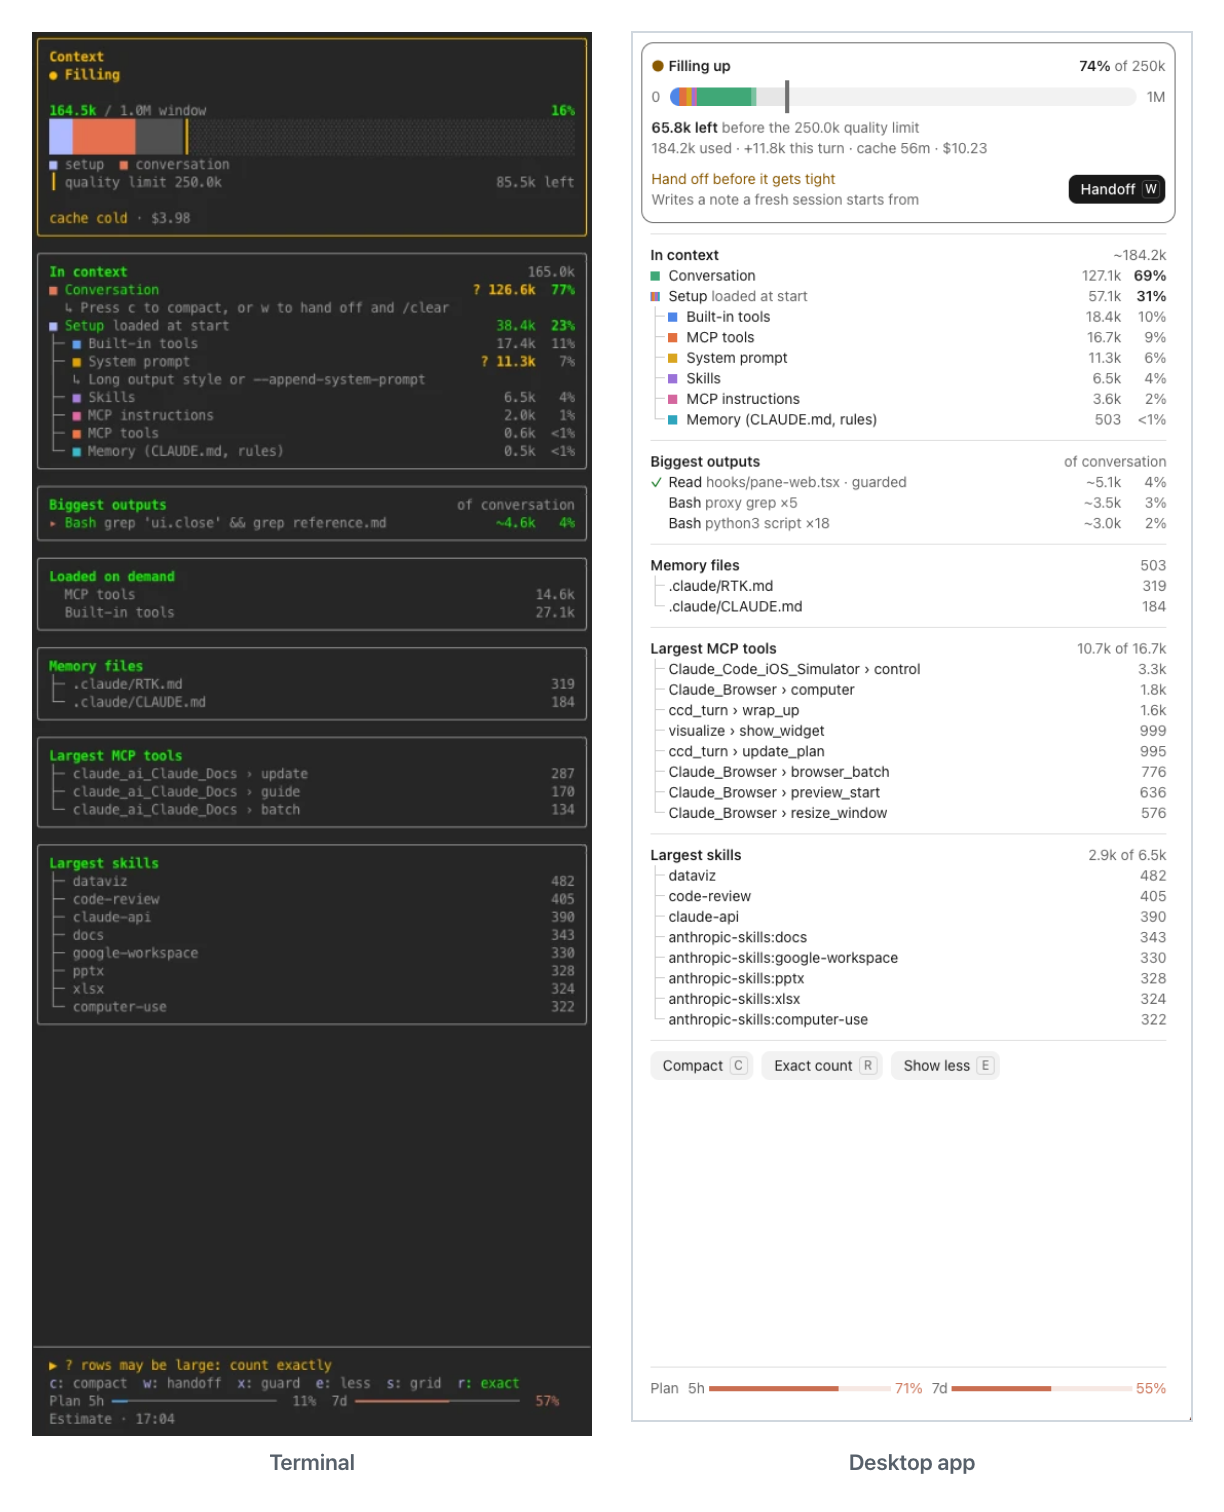 Context
● Filling
164.5k / 1.0M window 16%
■ setup ■ conversation
quality limit 250.0k 85.5k left
cache cold · $3.98
In context 165.0k
■ Conversation ? 126.6k 77%
↳ Press c to compact, or w to hand off and /clear
■ Setup loaded at start 38.4k 23%
■ Built-in tools 17.4k 11%
■ System prompt ? 11.3k 7%
↳ Long output style or --append-system-prompt
■ Skills 6.5k 4%
■ MCP instructions 2.0k 1%
■ MCP tools 0.6k <1%
■ Memory (CLAUDE.md, rules) 0.5k <1%
Biggest outputs of conversation
▸ Bash grep 'ui.close' && grep reference.md ~4.6k 4%
Loaded on demand
MCP tools 14.6k
Built-in tools 27.1k
Memory files
.claude/RTK.md 319
.claude/CLAUDE.md 184
Largest MCP tools
claude_ai_Claude_Docs › update 287
claude_ai_Claude_Docs › guide 170
claude_ai_Claude_Docs › batch 134
Largest skills
dataviz 482
code-review 405
claude-api 390
docs 343
google-workspace 330
pptx 328
xlsx 324
computer-use 322
▶ ? rows may be large: count exactly
c: compact w: handoff x: guard e: less s: grid r: exact
Plan 5h 11% 7d 57%
Estimate · 17:04
Terminal
Filling up 74% of 250k
0 1M
65.8k left before the 250.0k quality limit
184.2k used · +11.8k this turn · cache 56m · $10.23
Hand off before it gets tight
Writes a note a fresh session starts from
Handoff W
In context ~184.2k
Conversation 127.1k 69%
Setup loaded at start 57.1k 31%
Built-in tools 18.4k 10%
MCP tools 16.7k 9%
System prompt 11.3k 6%
Skills 6.5k 4%
MCP instructions 3.6k 2%
Memory (CLAUDE.md, rules) 503 <1%
Biggest outputs of conversation
✓ Read hooks/pane-web.tsx · guarded ~5.1k 4%
Bash proxy grep ×5 ~3.5k 3%
Bash python3 script ×18 ~3.0k 2%
Memory files 503
.claude/RTK.md 319
.claude/CLAUDE.md 184
Largest MCP tools 10.7k of 16.7k
Claude_Code_iOS_Simulator › control 3.3k
Claude_Browser › computer 1.8k
ccd_turn › wrap_up 1.6k
visualize › show_widget 999
ccd_turn › update_plan 995
Claude_Browser › browser_batch 776
Claude_Browser › preview_start 636
Claude_Browser › resize_window 576
Largest skills 2.9k of 6.5k
dataviz 482
code-review 405
claude-api 390
anthropic-skills:docs 343
anthropic-skills:google-workspace 330
anthropic-skills:pptx 328
anthropic-skills:xlsx 324
anthropic-skills:computer-use 322
Compact C Exact count R Show less E
Plan 5h 71% 7d 55%
Desktop app